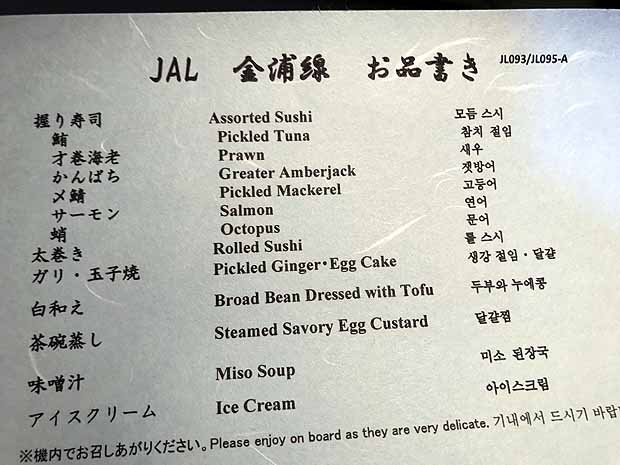 JAL 金浦線 お品書き JL093/JL095-A
握り寿司 Assorted Sushi 모듬 스시
鮪 Pickled Tuna 참치 절임
才巻海老 Prawn 새우
かんぱち Greater Amberjack 잿방어
〆鯖 Pickled Mackerel 고등어
サーモン Salmon 연어
蛸 Octopus 문어
太巻き Rolled Sushi 롤 스시
ガリ・玉子焼 Pickled Ginger・Egg Cake 생강 절임・달걀
白和え Broad Bean Dressed with Tofu 두부와 누에콩
茶碗蒸し Steamed Savory Egg Custard 달걀찜
味噌汁 Miso Soup 미소 된장국
アイスクリーム Ice Cream 아이스크림
※機内でお召しあがりください。Please enjoy on board as they are very delicate. 기내에서 드시기 바랍